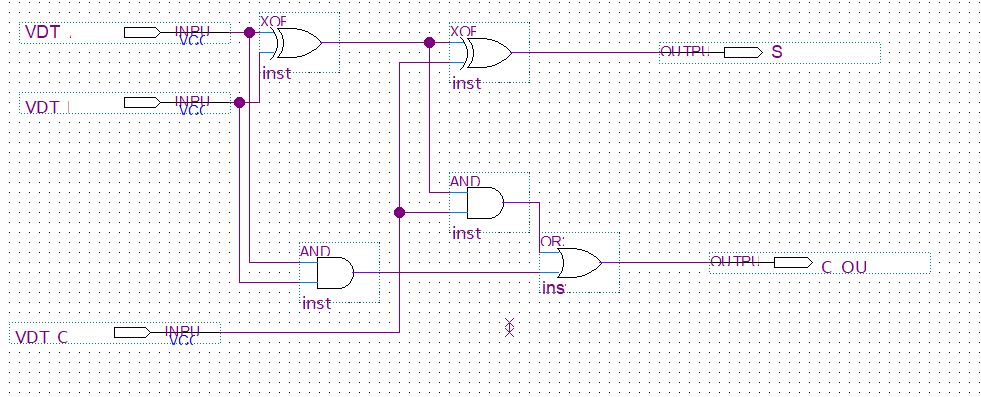 XOF
VDT
INPU
VCC
inst
XOF
inst
OUTPU
S
VDT
INPU
VCC
AND
inst
AND
inst
OR
ins
OUTPU
C OU
VDT C
INPU
VCC